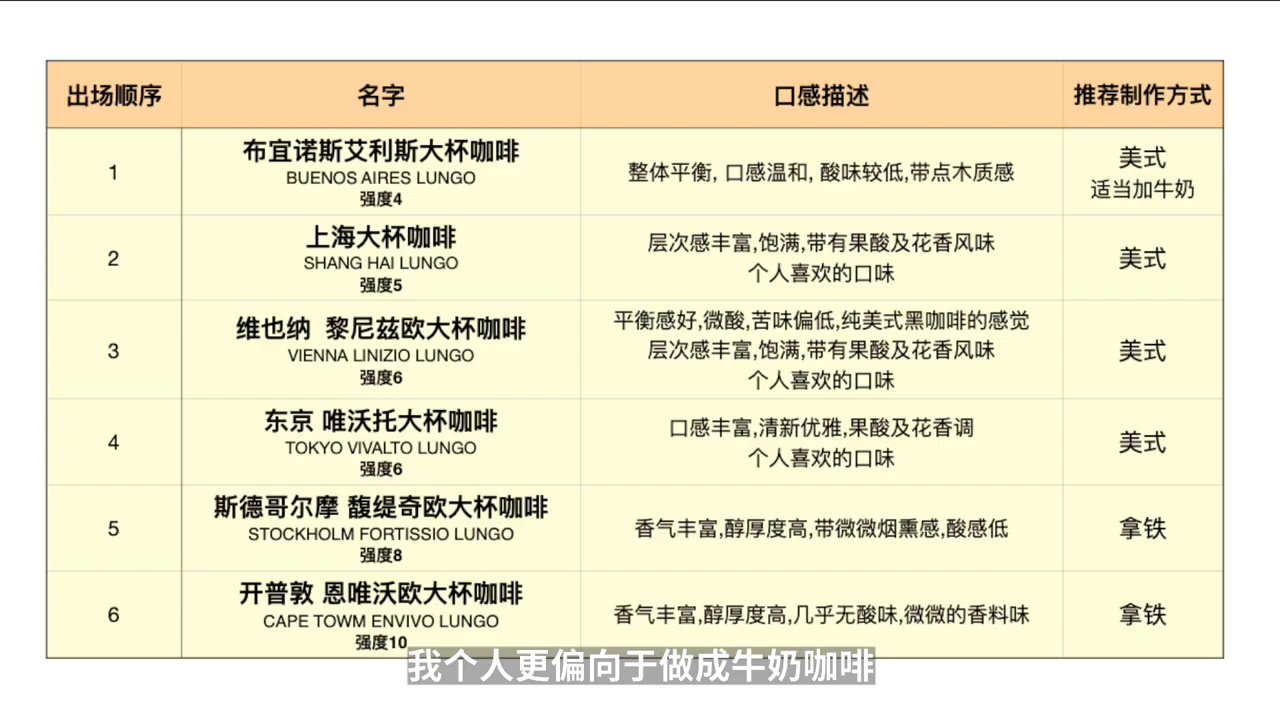 出场顺序 名字 口感描述 推荐制作方式
1
布宜诺斯艾利斯大杯咖啡
BUENOS AIRES LUNGO
强度4
整体平衡, 口感温和, 酸味较低,带点木质感
美式
适当加牛奶
2
上海大杯咖啡
SHANG HAI LUNGO
强度5
层次感丰富,饱满,带有果酸及花香风味
个人喜欢的口味
美式
3
维也纳 黎尼兹欧大杯咖啡
VIENNA LINIZIO LUNGO
强度6
平衡感好,微酸,苦味偏低,纯美式黑咖啡的感觉
层次感丰富,饱满,带有果酸及花香风味
个人喜欢的口味
美式
4
东京 唯沃托大杯咖啡
TOKYO VIVALTO LUNGO
强度6
口感丰富,清新优雅,果酸及花香调
个人喜欢的口味
美式
5
斯德哥尔摩 馥缇奇欧大杯咖啡
STOCKHOLM FORTISSIO LUNGO
强度8
香气丰富,醇厚度高,带微微烟熏感,酸感低
拿铁
6
开普敦 恩唯沃欧大杯咖啡
CAPE TOWM ENVIVO LUNGO
强度10
香气丰富,醇厚度高,几乎无酸味,微微的香料味
拿铁
我个人更偏向于做成牛奶咖啡